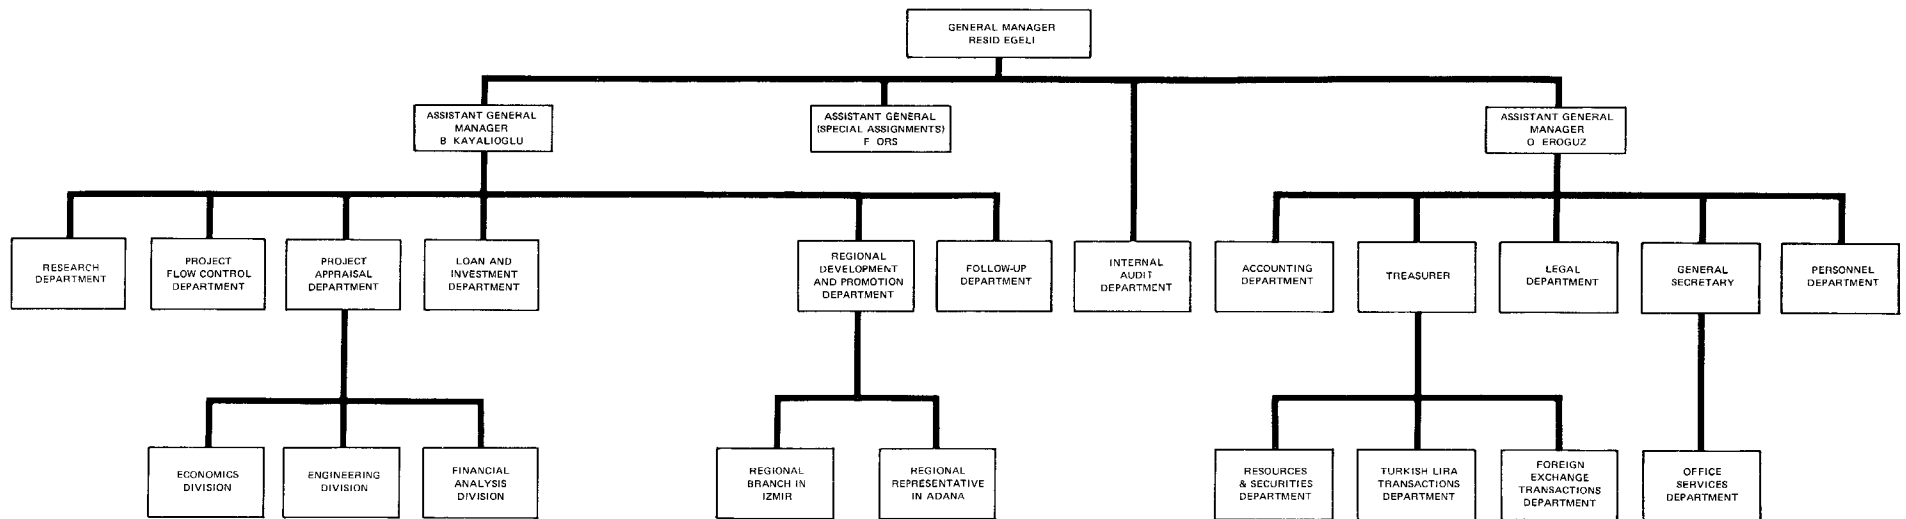 GENERAL MANAGER
RESID EGELI
ASSISTANT GENERAL
MANAGER
B KAYALIOGLU
ASSISTANT GENERAL
(SPECIAL ASSIGNMENTS)
F ORS
ASSISTANT GENERAL
MANAGER
O EROGUZ
RESEARCH
DEPARTMENT
PROJECT
FLOW CONTROL
DEPARTMENT
PROJECT
APPRAISAL
DEPARTMENT
LOAN AND
INVESTMENT
DEPARTMENT
REGIONAL
DEVELOPMENT
AND PROMOTION
DEPARTMENT
FOLLOW-UP
DEPARTMENT
INTERNAL
AUDIT
DEPARTMENT
ACCOUNTING
DEPARTMENT
TREASURER
LEGAL
DEPARTMENT
GENERAL
SECRETARY
PERSONNEL
DEPARTMENT
ECONOMICS
DIVISION
ENGINEERING
DIVISION
FINANCIAL
ANALYSIS
DIVISION
REGIONAL
BRANCH IN
IZMIR
REGIONAL
REPRESENTATIVE
IN ADANA
RESOURCES
& SECURITIES
DEPARTMENT
TURKISH LIRA
TRANSACTIONS
DEPARTMENT
FOREIGN
EXCHANGE
TRANSACTIONS
DEPARTMENT
OFFICE
SERVICES
DEPARTMENT